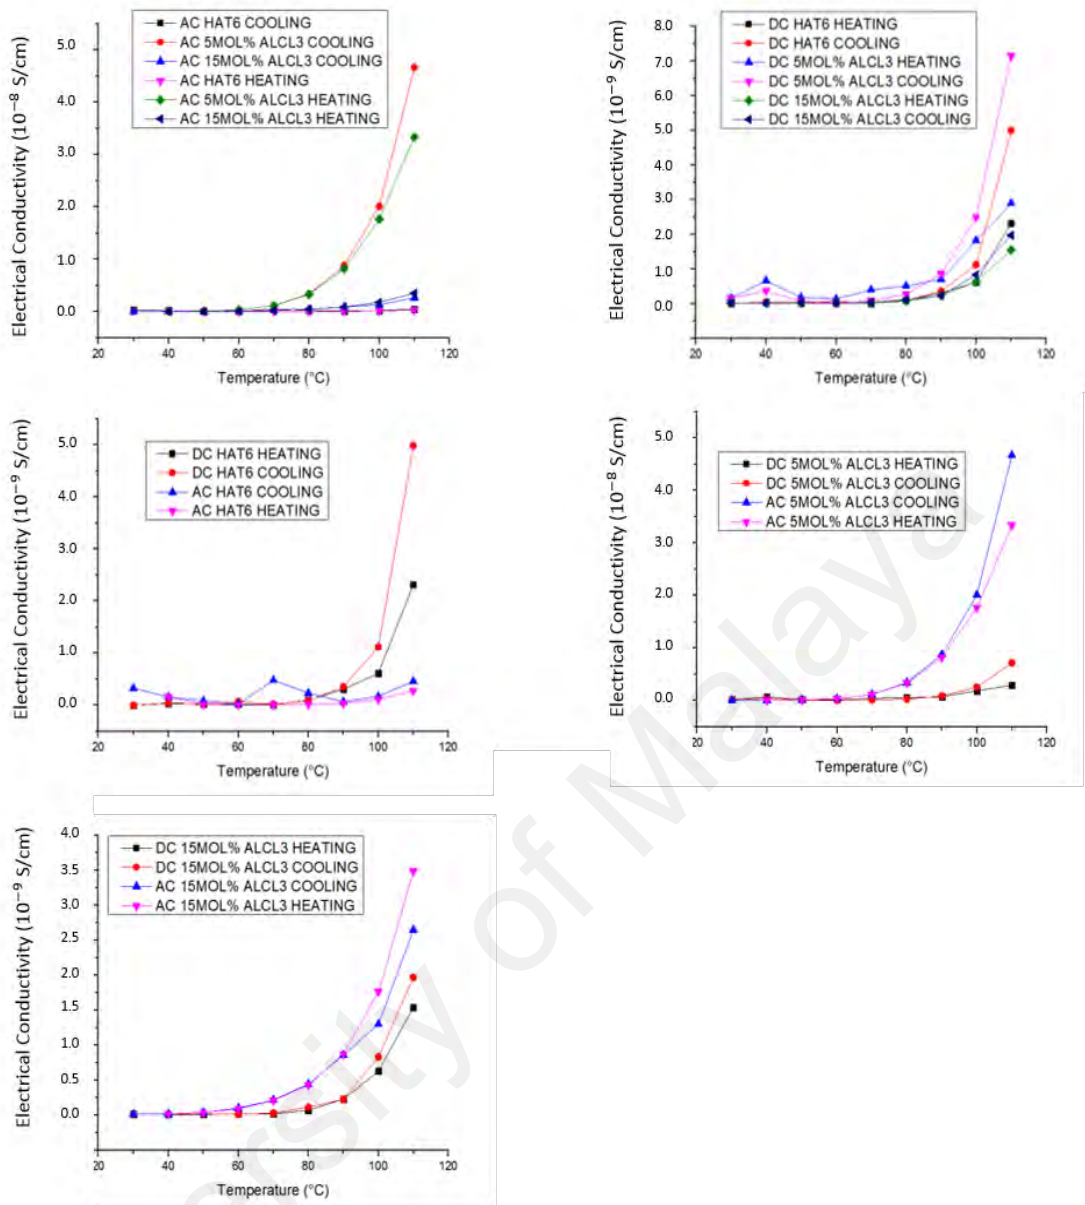 AC HAT6 COOLING
AC 5MOL% ALCL3 COOLING
AC 15MOL% ALCL3 COOLING
AC HAT6 HEATING
AC 5MOL% ALCL3 HEATING
AC 15MOL% ALCL3 HEATING
Electrical Conductivity (10⁻⁸ S/cm)
5.0
4.0
3.0
2.0
1.0
0.0
20 40 60 80 100 120
Temperature (°C)
DC HAT6 HEATING
DC HAT6 COOLING
DC 5MOL% ALCL3 HEATING
DC 5MOL% ALCL3 COOLING
DC 15MOL% ALCL3 HEATING
DC 15MOL% ALCL3 COOLING
Electrical Conductivity (10⁻⁹ S/cm)
8.0
7.0
6.0
5.0
4.0
3.0
2.0
1.0
0.0
20 40 60 80 100 120
Temperature (°C)
DC HAT6 HEATING
DC HAT6 COOLING
AC HAT6 COOLING
AC HAT6 HEATING
Electrical Conductivity (10⁻⁹ S/cm)
5.0
4.0
3.0
2.0
1.0
0.0
20 40 60 80 100 120
Temperature (°C)
DC 5MOL% ALCL3 HEATING
DC 5MOL% ALCL3 COOLING
AC 5MOL% ALCL3 COOLING
AC 5MOL% ALCL3 HEATING
Electrical Conductivity (10⁻⁸ S/cm)
5.0
4.0
3.0
2.0
1.0
0.0
20 40 60 80 100 120
Temperature (°C)
DC 15MOL% ALCL3 HEATING
DC 15MOL% ALCL3 COOLING
AC 15MOL% ALCL3 COOLING
AC 15MOL% ALCL3 HEATING
Electrical Conductivity (10⁻⁹ S/cm)
4.0
3.5
3.0
2.5
2.0
1.5
1.0
0.5
0.0
20 40 60 80 100 120
Temperature (°C)
ersity of Malaya